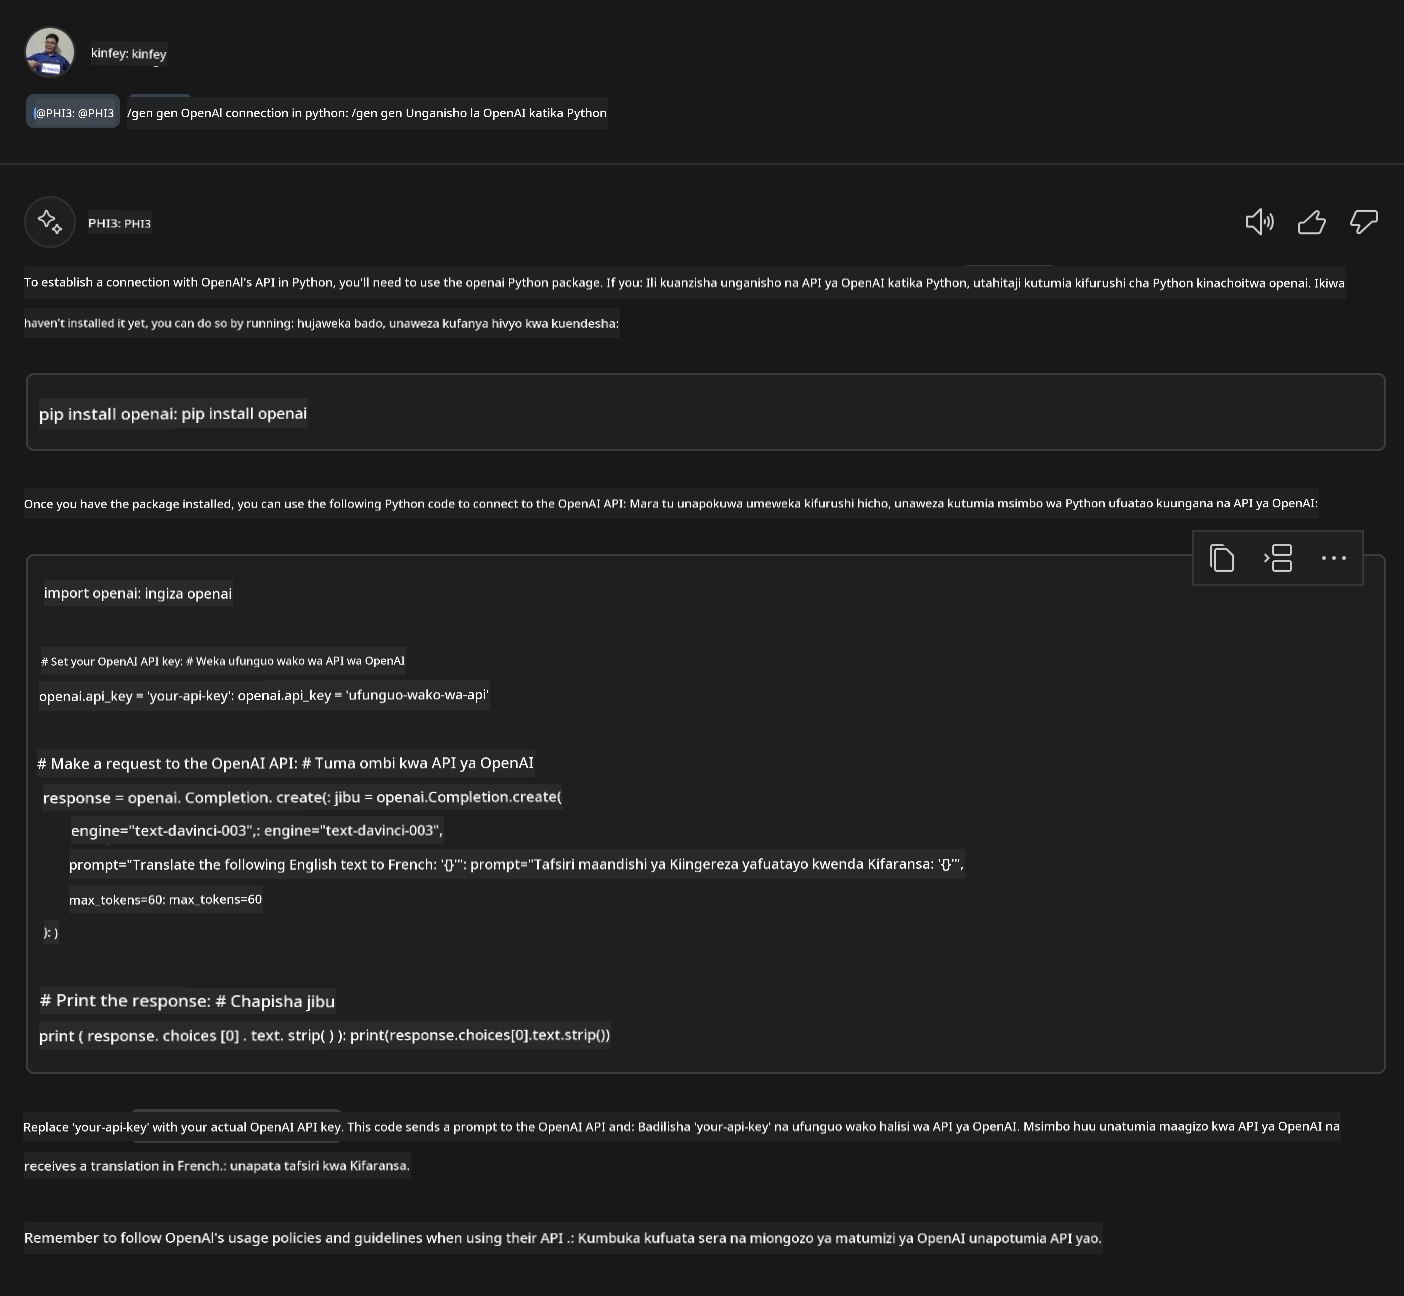 kinfey: kinfey
@PHI3: @PHI3 /gen gen OpenAl connection in python: /gen gen Unganisho la OpenAI katika Python
PHI3: PHI3
To establish a connection with OpenAl's API in Python, you'll need to use the openai Python package. If you: Ili kuanzisha unganisho na API ya OpenAI katika Python, utahitaji kutumia kifurushi cha Python kinachoitwa openai. Ikiwa
haven't installed it yet, you can do so by running: hujaweka bado, unaweza kufanya hivyo kwa kuendesha:
pip install openai: pip install openai
Once you have the package installed, you can use the following Python code to connect to the OpenAI API: Mara tu unapokuwa umeweka kifurushi hicho, unaweza kutumia msimbo wa Python ufuatao kuungana na API ya OpenAI:
import openai: ingiza openai
# Set your OpenAI API key: # Weka ufunguo wako wa API wa OpenAI
openai.api_key = 'your-api-key': openai.api_key = 'ufunguo-wako-wa-api'
# Make a request to the OpenAI API: # Tuma ombi kwa API ya OpenAI
response = openai. Completion. create(: jibu = openai.Completion.create(
engine="text-davinci-003",: engine="text-davinci-003",
prompt="Translate the following English text to French: '{}'": prompt="Tafsiri maandishi ya Kiingereza yafuatayo kwenda Kifaransa: '{}'",
max_tokens=60: max_tokens=60
): )
# Print the response: # Chapisha jibu
print ( response. choices [0] . text. strip( ) ): print(response.choices[0].text.strip())
Replace 'your-api-key' with your actual OpenAI API key. This code sends a prompt to the OpenAI API and: Badilisha 'your-api-key' na ufunguo wako halisi wa API ya OpenAI. Msimbo huu unatumia maagizo kwa API ya OpenAI na
receives a translation in French.: unapata tafsiri kwa Kifaransa.
Remember to follow OpenAl's usage policies and guidelines when using their API .: Kumbuka kufuata sera na miongozo ya matumizi ya OpenAI unapotumia API yao.